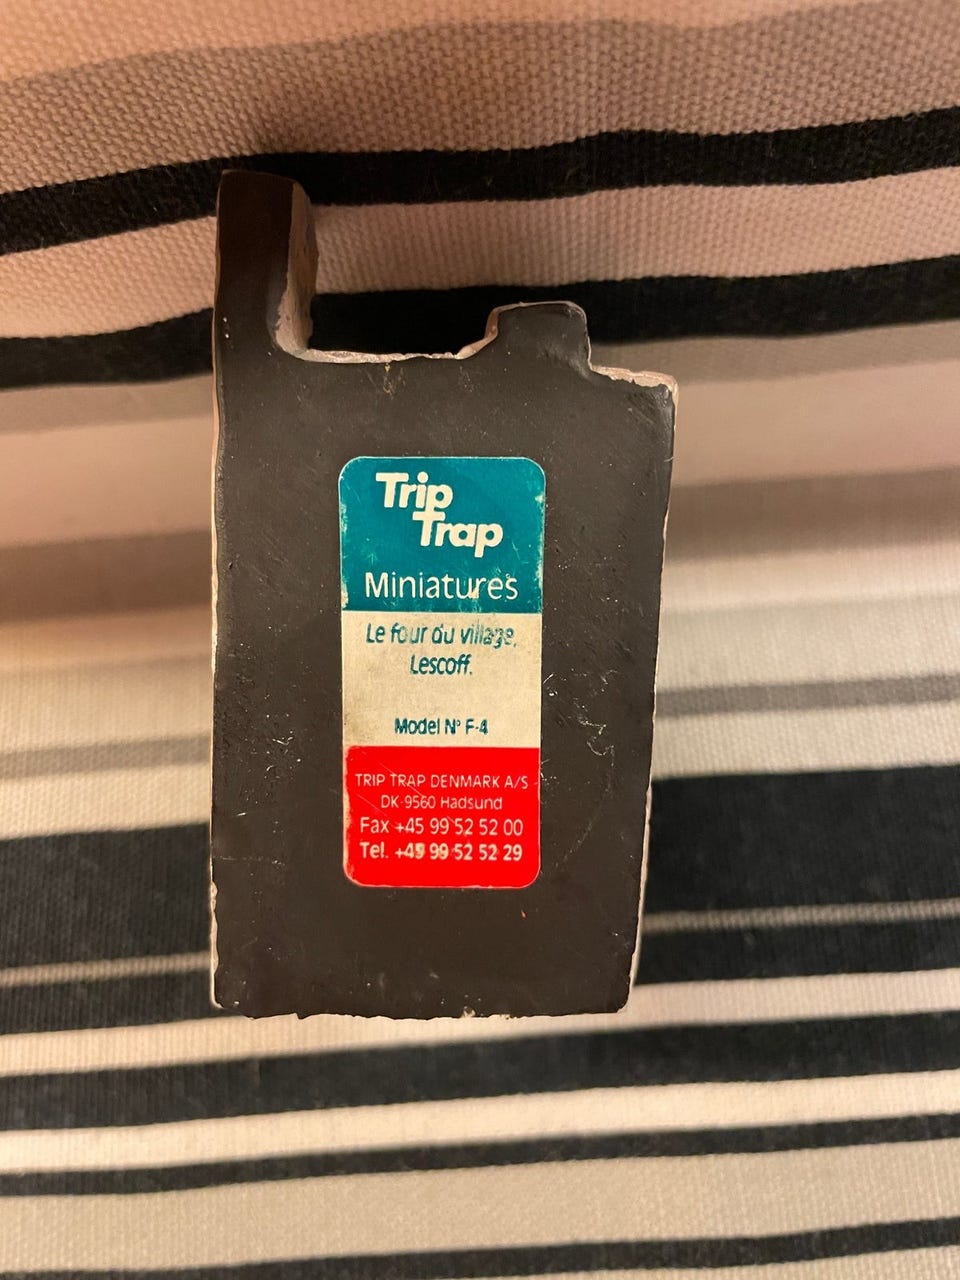 Trip
Trap
Miniatures
Le four du village,
Lescoff.
Model N° F-4
TRIP TRAP DENMARK A/S
DK-9560 Hadsund
Fax +45 99 52 52 00
Tel. +45 99 52 52 29